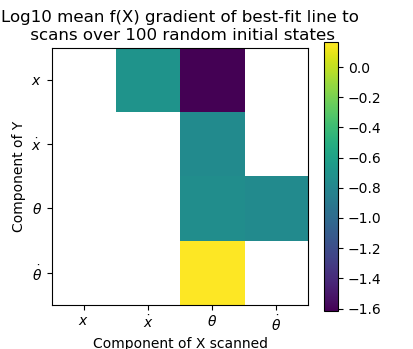 Log10 mean f(X) gradient of best-fit line to
scans over 100 random initial states
Component of Y
x
ẋ
θ
θ̇
x
ẋ
θ
θ̇
Component of X scanned
0.0
−0.2
−0.4
−0.6
−0.8
−1.0
−1.2
−1.4
−1.6